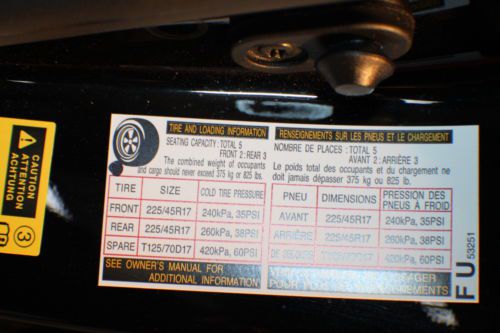 TIRE AND LOADING INFORMATION
SEATING CAPACITY: TOTAL 5
FRONT 2: REAR 3
The combined weight of occupants
and cargo should never exceed 375 kg or 825 lbs.
TIRE SIZE COLD TIRE PRESSURE
FRONT 225/45R17 240kPa, 35PSI
REAR 225/45R17 260kPa, 38PSI
SPARE T125/70D17 420kPa, 60PSI
SEE OWNER'S MANUAL FOR
ADDITIONAL INFORMATION
RENSEIGNEMENTS SUR LES PNEUS ET LE CHARGEMENT
NOMBRE DE PLACES: TOTAL 5
AVANT 2: ARRIÈRE 3
Le poids total des occupants et du chargement ne
doit jamais dépasser 375 kg ou 825 lb.
PNEU DIMENSIONS PRESSION DES
PNEUS À FROID
AVANT 225/45R17 240kPa, 35PSI
ARRIÈRE 225/45R17 260kPa, 38PSI
DE SECOURS T125/70D17 420kPa, 60PSI
FU 53251
CAUTION
ATTENTION
ACHTUNG
3